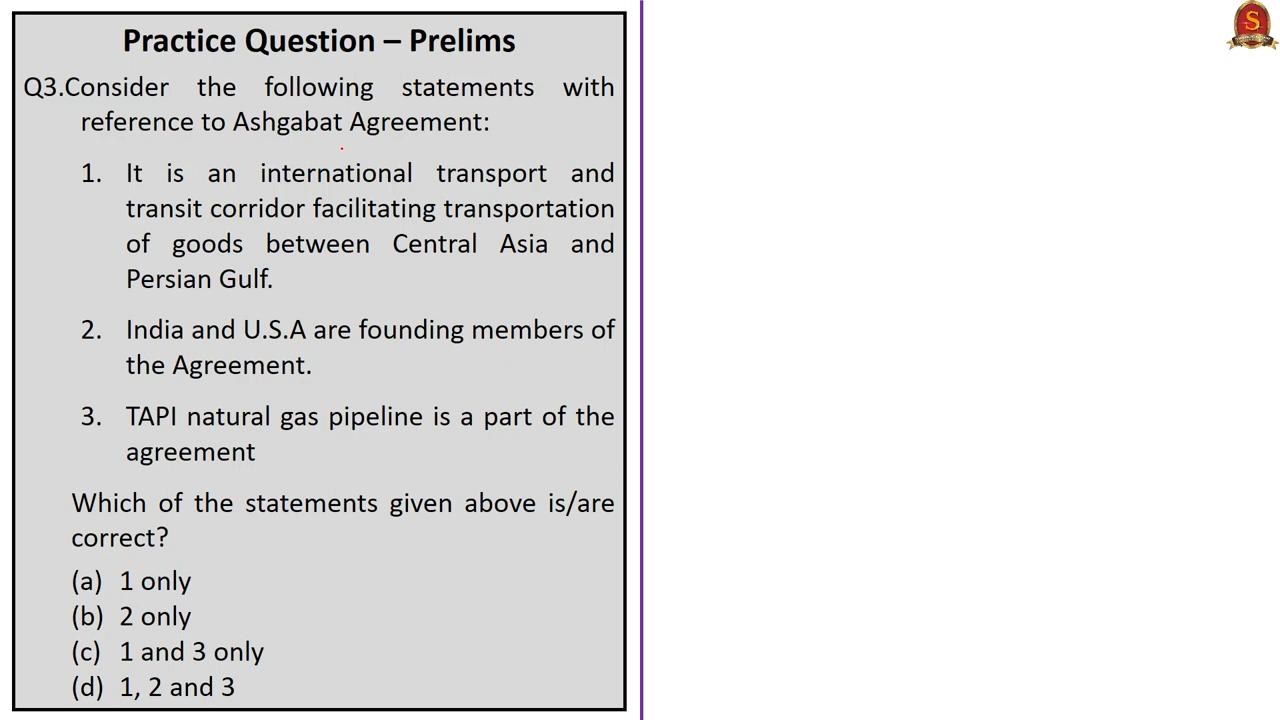 Practice Question – Prelims
Q3.Consider the following statements with
reference to Ashgabat Agreement:
1. It is an international transport and
transit corridor facilitating transportation
of goods between Central Asia and
Persian Gulf.
2. India and U.S.A are founding members of
the Agreement.
3. TAPI natural gas pipeline is a part of the
agreement
Which of the statements given above is/are
correct?
(a) 1 only
(b) 2 only
(c) 1 and 3 only
(d) 1, 2 and 3
S